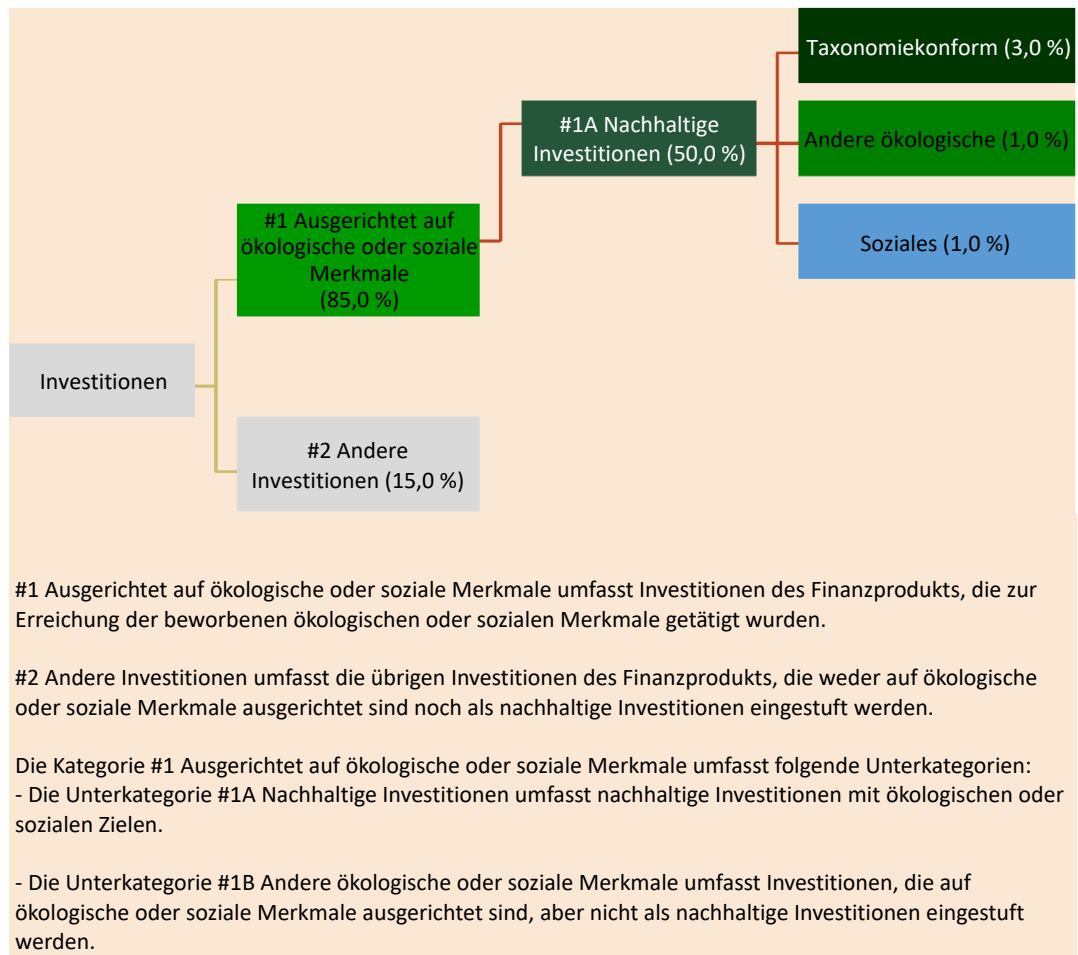 Taxonomiekonform (3,0 %)
#1A Nachhaltige
Investitionen (50,0 %)
Andere ökologische (1,0 %)
#1 Ausgerichtet auf
ökologische oder soziale
Merkmale
(85,0 %)
Soziales (1,0 %)
Investitionen
#2 Andere
Investitionen (15,0 %)
#1 Ausgerichtet auf ökologische oder soziale Merkmale umfasst Investitionen des Finanzprodukts, die zur
Erreichung der beworbenen ökologischen oder sozialen Merkmale getätigt wurden.
#2 Andere Investitionen umfasst die übrigen Investitionen des Finanzprodukts, die weder auf ökologische
oder soziale Merkmale ausgerichtet sind noch als nachhaltige Investitionen eingestuft werden.
Die Kategorie #1 Ausgerichtet auf ökologische oder soziale Merkmale umfasst folgende Unterkategorien:
- Die Unterkategorie #1A Nachhaltige Investitionen umfasst nachhaltige Investitionen mit ökologischen oder
sozialen Zielen.
- Die Unterkategorie #1B Andere ökologische oder soziale Merkmale umfasst Investitionen, die auf
ökologische oder soziale Merkmale ausgerichtet sind, aber nicht als nachhaltige Investitionen eingestuft
werden.